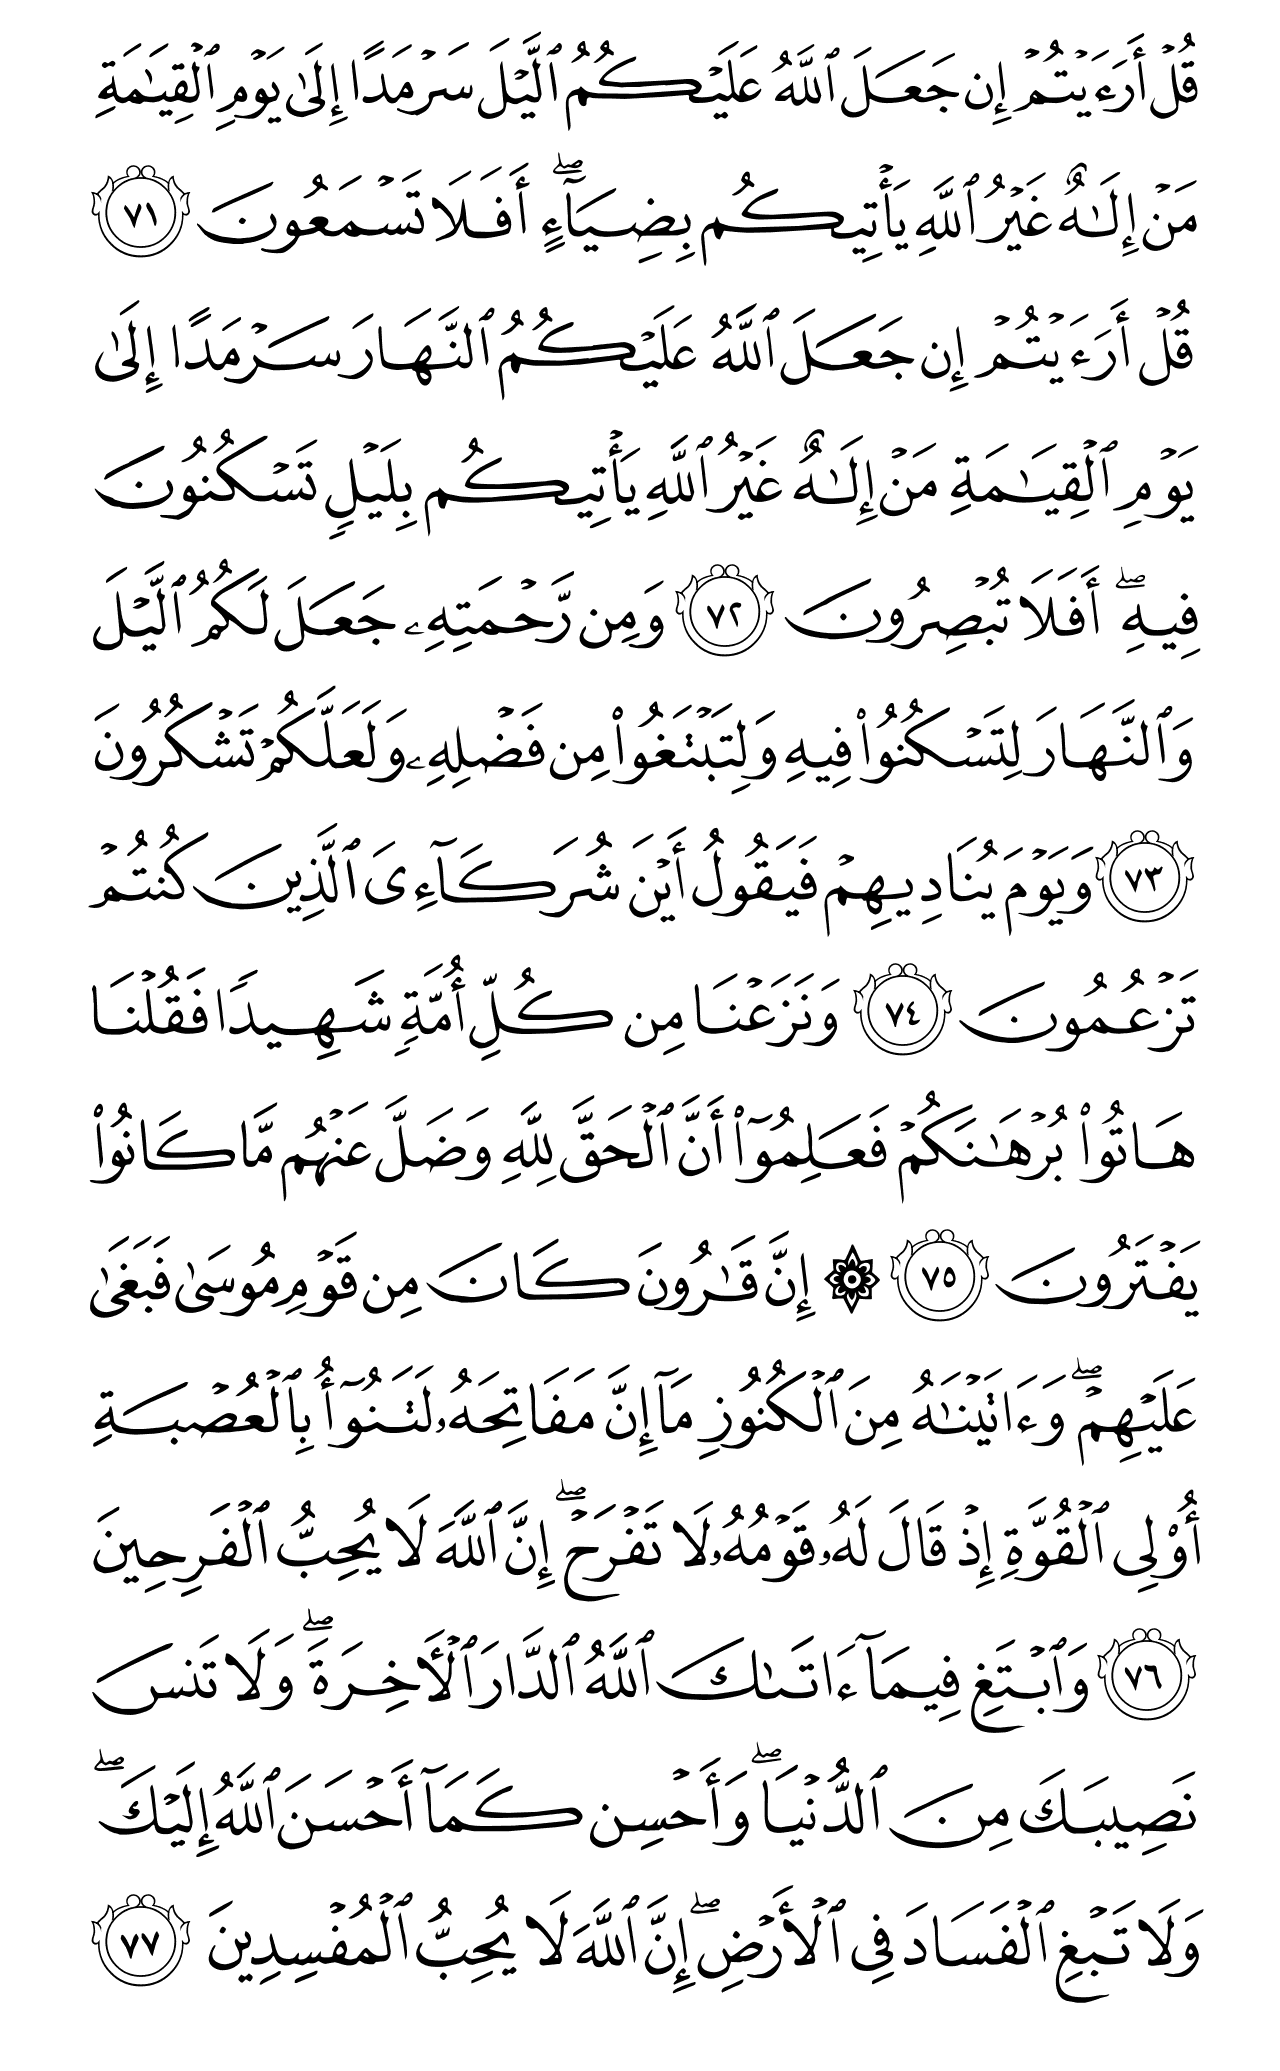 قُلۡ أَرَءَيۡتُمۡ إِن جَعَلَ ٱللَّهُ عَلَيۡكُمُ ٱلَّيۡلَ سَرۡمَدًا إِلَىٰ يَوۡمِ ٱلۡقِيَٰمَةِ
مَنۡ إِلَٰهٌ غَيۡرُ ٱللَّهِ يَأۡتِيكُم بِضِيَآءٍۖ أَفَلَا تَسۡمَعُونَ ٧١
قُلۡ أَرَءَيۡتُمۡ إِن جَعَلَ ٱللَّهُ عَلَيۡكُمُ ٱلنَّهَارَ سَرۡمَدًا إِلَىٰ
يَوۡمِ ٱلۡقِيَٰمَةِ مَنۡ إِلَٰهٌ غَيۡرُ ٱللَّهِ يَأۡتِيكُم بِلَيۡلٖ تَسۡكُنُونَ
فِيهِۖ أَفَلَا تُبۡصِرُونَ ٧٢ وَمِن رَّحۡمَتِهِۦ جَعَلَ لَكُمُ ٱلَّيۡلَ
وَٱلنَّهَارَ لِتَسۡكُنُواْ فِيهِ وَلِتَبۡتَغُواْ مِن فَضۡلِهِۦ وَلَعَلَّكُمۡ تَشۡكُرُونَ
٧٣ وَيَوۡمَ يُنَادِيهِمۡ فَيَقُولُ أَيۡنَ شُرَكَآءِيَ ٱلَّذِينَ كُنتُمۡ
تَزۡعُمُونَ ٧٤ وَنَزَعۡنَا مِن كُلِّ أُمَّةٖ شَهِيدٗا فَقُلۡنَا
هَاتُواْ بُرۡهَٰنَكُمۡ فَعَلِمُوٓاْ أَنَّ ٱلۡحَقَّ لِلَّهِ وَضَلَّ عَنۡهُم مَّا كَانُواْ
يَفۡتَرُونَ ٧٥ ۞ إِنَّ قَٰرُونَ كَانَ مِن قَوۡمِ مُوسَىٰ فَبَغَىٰ
عَلَيۡهِمۡۖ وَءَاتَيۡنَٰهُ مِنَ ٱلۡكُنُوزِ مَآ إِنَّ مَفَاتِحَهُۥ لَتَنُوٓأُ بِٱلۡعُصۡبَةِ
أُوْلِي ٱلۡقُوَّةِ إِذۡ قَالَ لَهُۥ قَوۡمُهُۥ لَا تَفۡرَحۡۖ إِنَّ ٱللَّهَ لَا يُحِبُّ ٱلۡفَرِحِينَ
٧٦ وَٱبۡتَغِ فِيمَآ ءَاتَىٰكَ ٱللَّهُ ٱلدَّارَ ٱلۡأٓخِرَةَۖ وَلَا تَنسَ
نَصِيبَكَ مِنَ ٱلدُّنۡيَاۖ وَأَحۡسِن كَمَآ أَحۡسَنَ ٱللَّهُ إِلَيۡكَۖ
وَلَا تَبۡغِ ٱلۡفَسَادَ فِي ٱلۡأَرۡضِۖ إِنَّ ٱللَّهَ لَا يُحِبُّ ٱلۡمُفۡسِدِينَ ٧٧